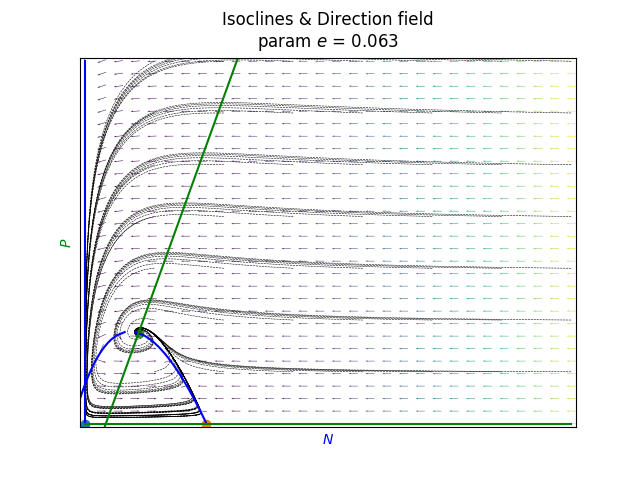 Isoclines & Direction field
param e = 0.063
P
N